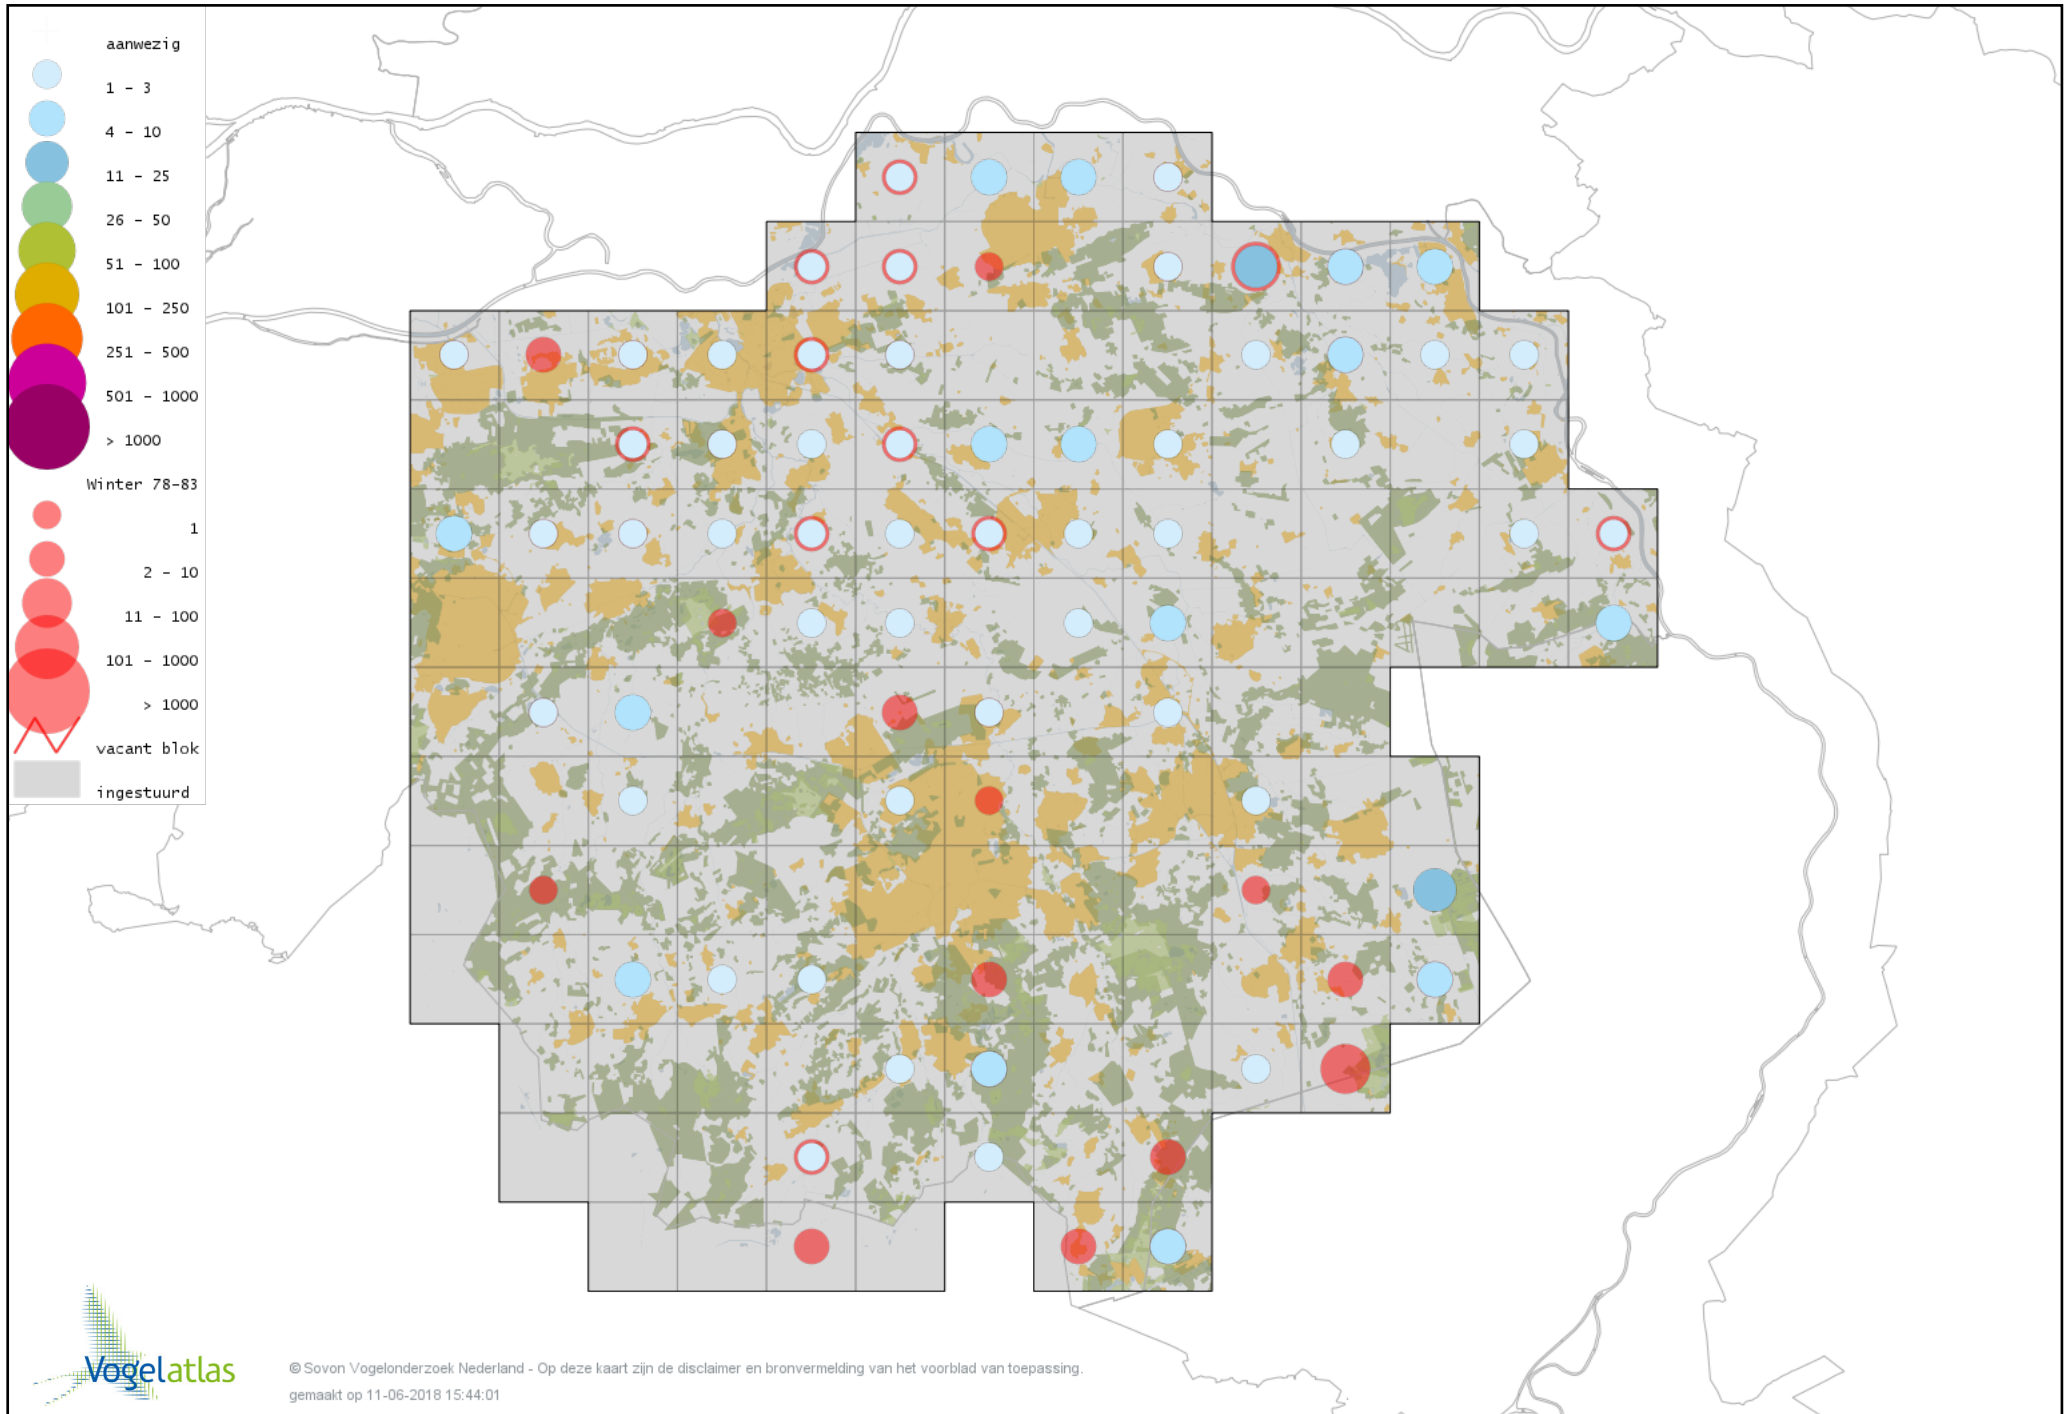 aanwezig
1 – 3
4 – 10
11 – 25
26 – 50
51 – 100
101 – 250
251 – 500
501 – 1000
> 1000
Winter 78-83
1
2 – 10
11 – 100
101 – 1000
> 1000
vacant blok
ingestuurd
Vogelatlas
© Sovon Vogelonderzoek Nederland - Op deze kaart zijn de disclaimer en bronvermelding van het voorblad van toepassing.
gemaakt op 11-06-2018 15:44:01